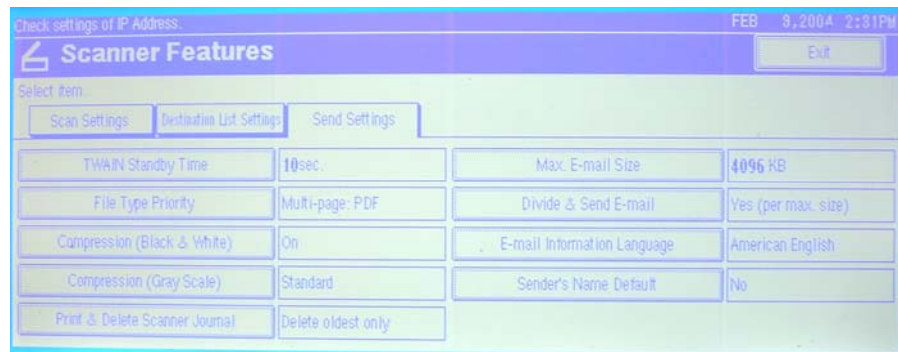 Check settings of IP Address.
FEB 9,2004 2:31PM
Scanner Features
Exit
Select item.
Scan Settings
Destination List Settings
Send Settings
TWAIN Standby Time
10sec.
Max. E-mail Size
4096 KB
File Type Priority
Multi-page: PDF
Divide & Send E-mail
Yes (per max. size)
Compression (Black & White)
On
E-mail Information Language
American English
Compression (Gray Scale)
Standard
Sender's Name Default
No
Print & Delete Scanner Journal
Delete oldest only